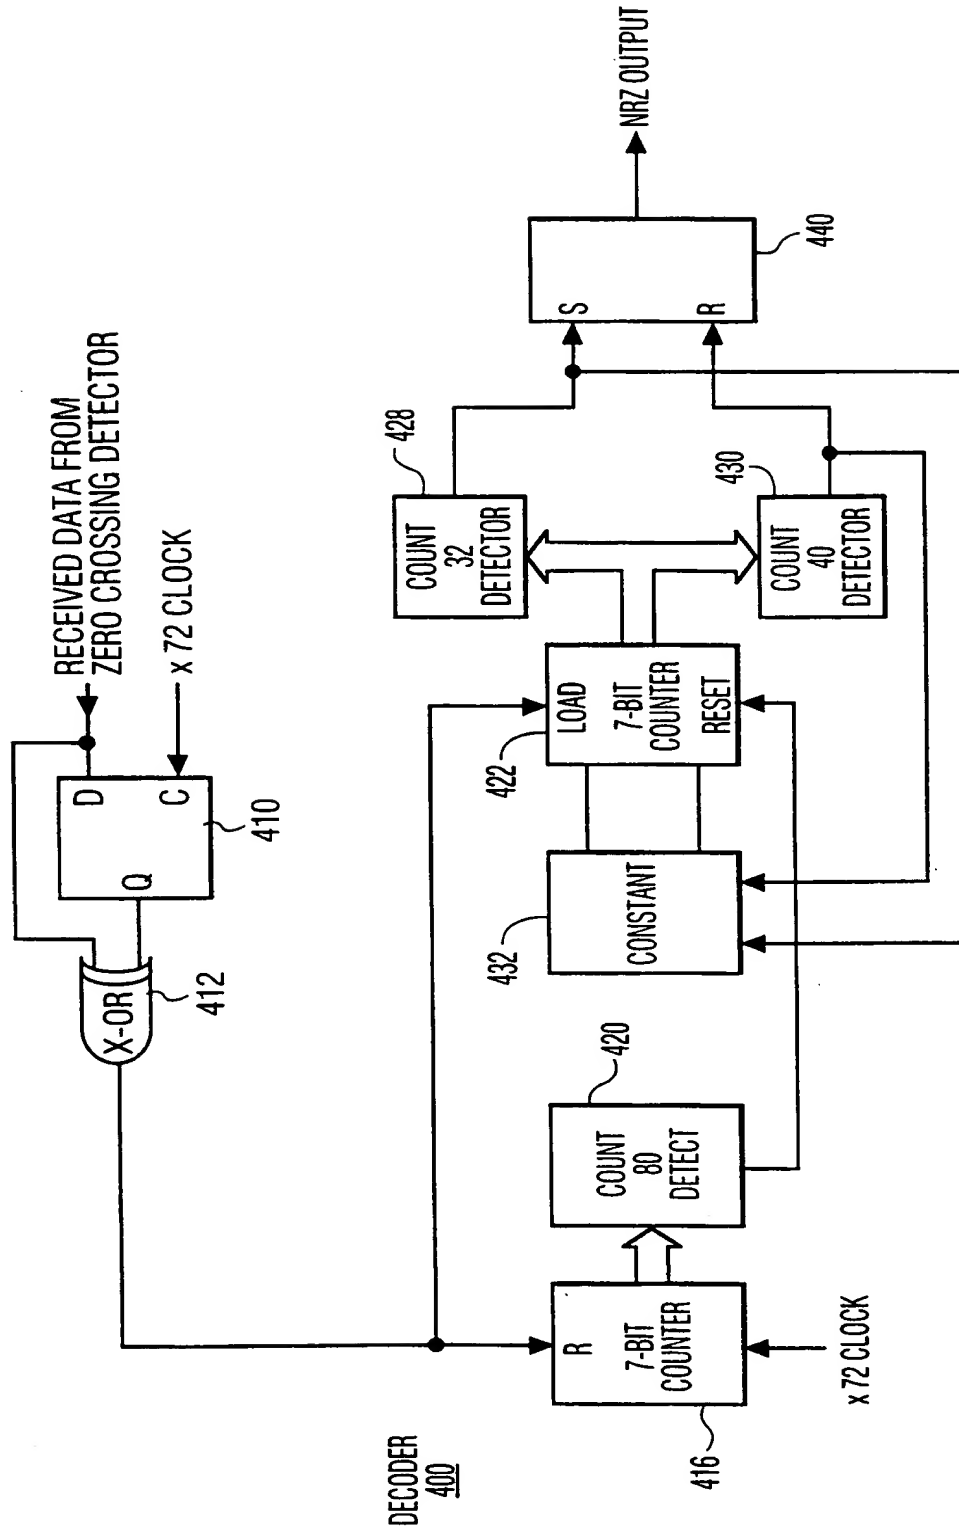 DECODER
400
RECEIVED DATA FROM
ZERO CROSSING DETECTOR
x 72 CLOCK
D
C
Q
410
X-OR
412
R
7-BIT
COUNTER
416
x 72 CLOCK
COUNT
80
DETECT
420
CONSTANT
432
LOAD
7-BIT
COUNTER
RESET
422
COUNT
32
DETECTOR
428
COUNT
40
DETECTOR
430
S
R
440
NRZ OUTPUT